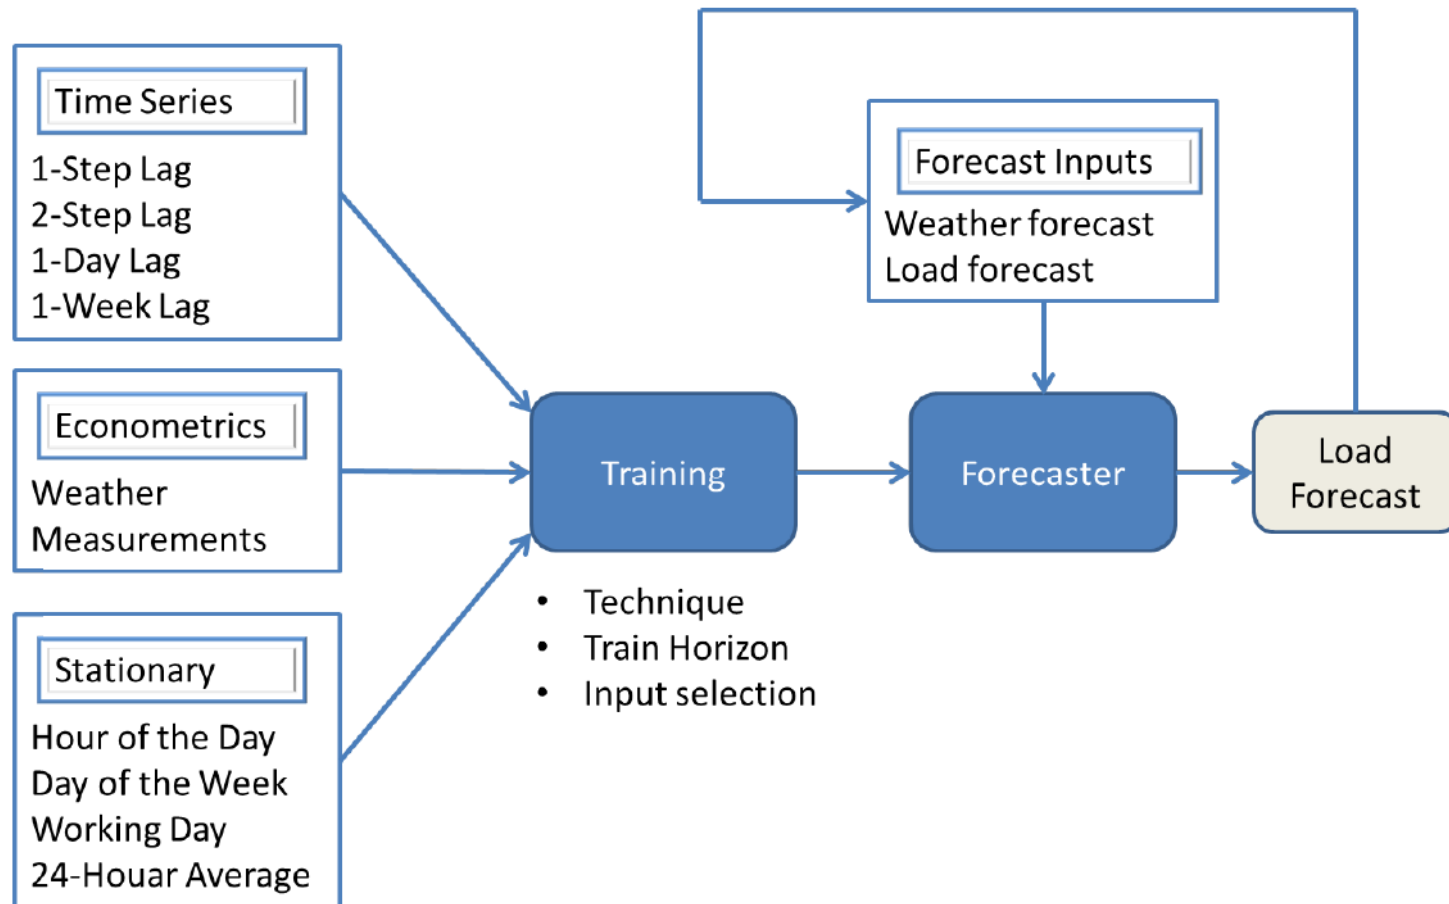 Time Series
1-Step Lag
2-Step Lag
1-Day Lag
1-Week Lag
Econometrics
Weather
Measurements
Stationary
Hour of the Day
Day of the Week
Working Day
24-Houar Average
Training
• Technique
• Train Horizon
• Input selection
Forecast Inputs
Weather forecast
Load forecast
Forecaster
Load
Forecast